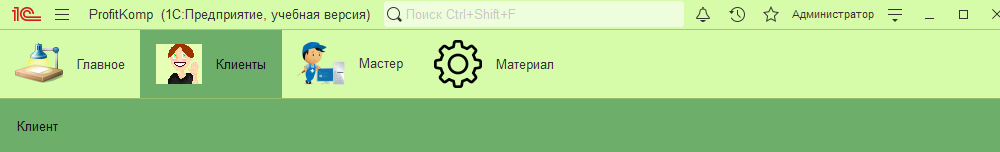 1С ProfitKomp (1С:Предприятие, учебная версия) Поиск Ctrl+Shift+F Администратор
Главное Клиенты Мастер Материал
Клиент